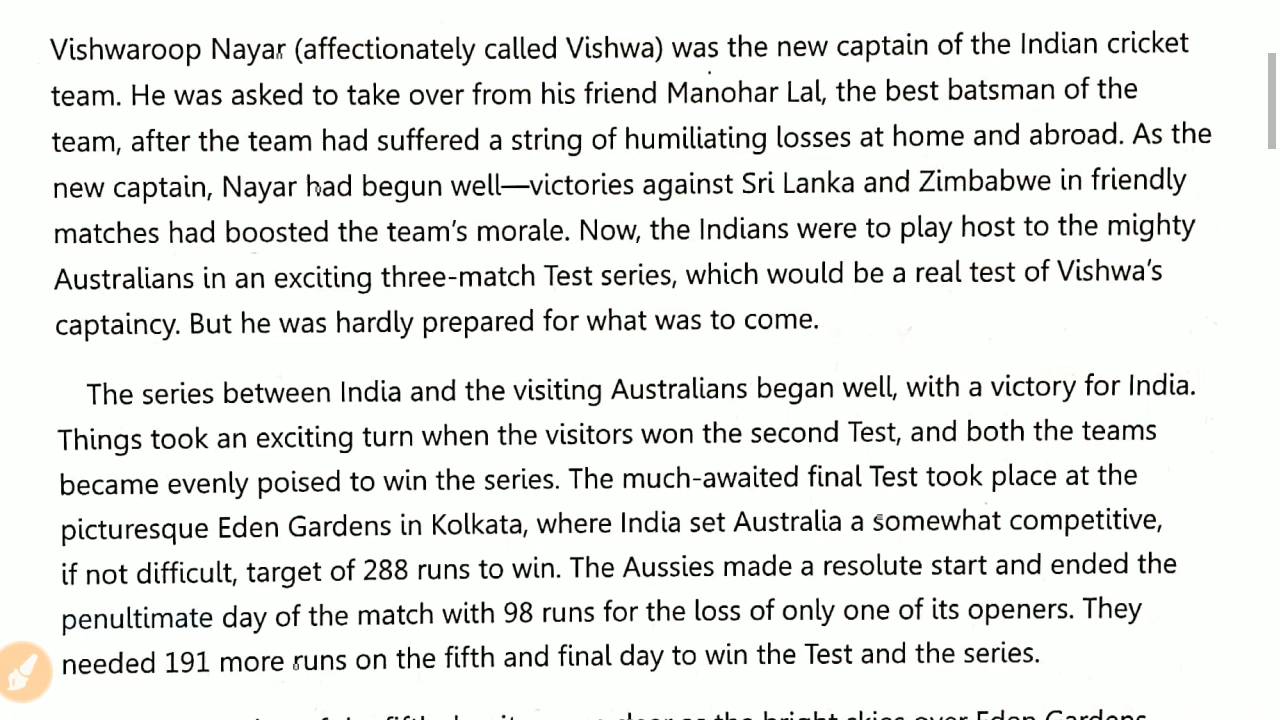 Vishwaroop Nayar (affectionately called Vishwa) was the new captain of the Indian cricket
team. He was asked to take over from his friend Manohar Lal, the best batsman of the
team, after the team had suffered a string of humiliating losses at home and abroad. As the
new captain, Nayar had begun well—victories against Sri Lanka and Zimbabwe in friendly
matches had boosted the team's morale. Now, the Indians were to play host to the mighty
Australians in an exciting three-match Test series, which would be a real test of Vishwa's
captaincy. But he was hardly prepared for what was to come.
The series between India and the visiting Australians began well, with a victory for India.
Things took an exciting turn when the visitors won the second Test, and both the teams
became evenly poised to win the series. The much-awaited final Test took place at the
picturesque Eden Gardens in Kolkata, where India set Australia a somewhat competitive,
if not difficult, target of 288 runs to win. The Aussies made a resolute start and ended the
penultimate day of the match with 98 runs for the loss of only one of its openers. They
needed 191 more runs on the fifth and final day to win the Test and the series.
the bright skies over Eden Gardens